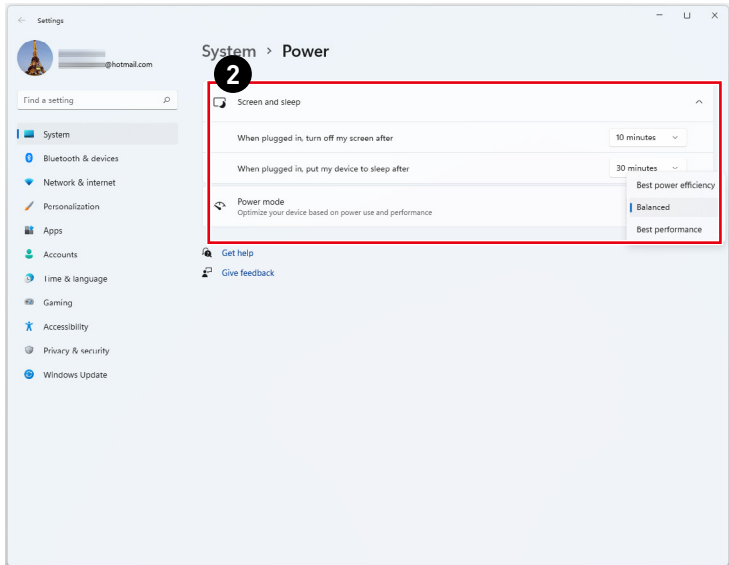 Settings
@hotmail.com
Find a setting
System
Bluetooth & devices
Network & internet
Personalization
Apps
Accounts
Time & language
Gaming
Accessibility
Privacy & security
Windows Update
System > Power
2
Screen and sleep
When plugged in, turn off my screen after
10 minutes
When plugged in, put my device to sleep after
30 minutes
Power mode
Optimize your device based on power use and performance
Best power efficiency
Balanced
Best performance
Get help
Give feedback